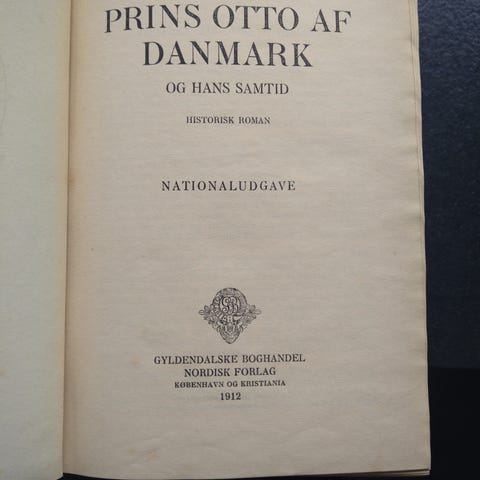 PRINS OTTO AF
DANMARK
OG HANS SAMTID
HISTORISK ROMAN
NATIONALUDGAVE
GYLDENDALSKE BOGHANDEL
NORDISK FORLAG
KØBENHAVN OG KRISTIANIA
1912